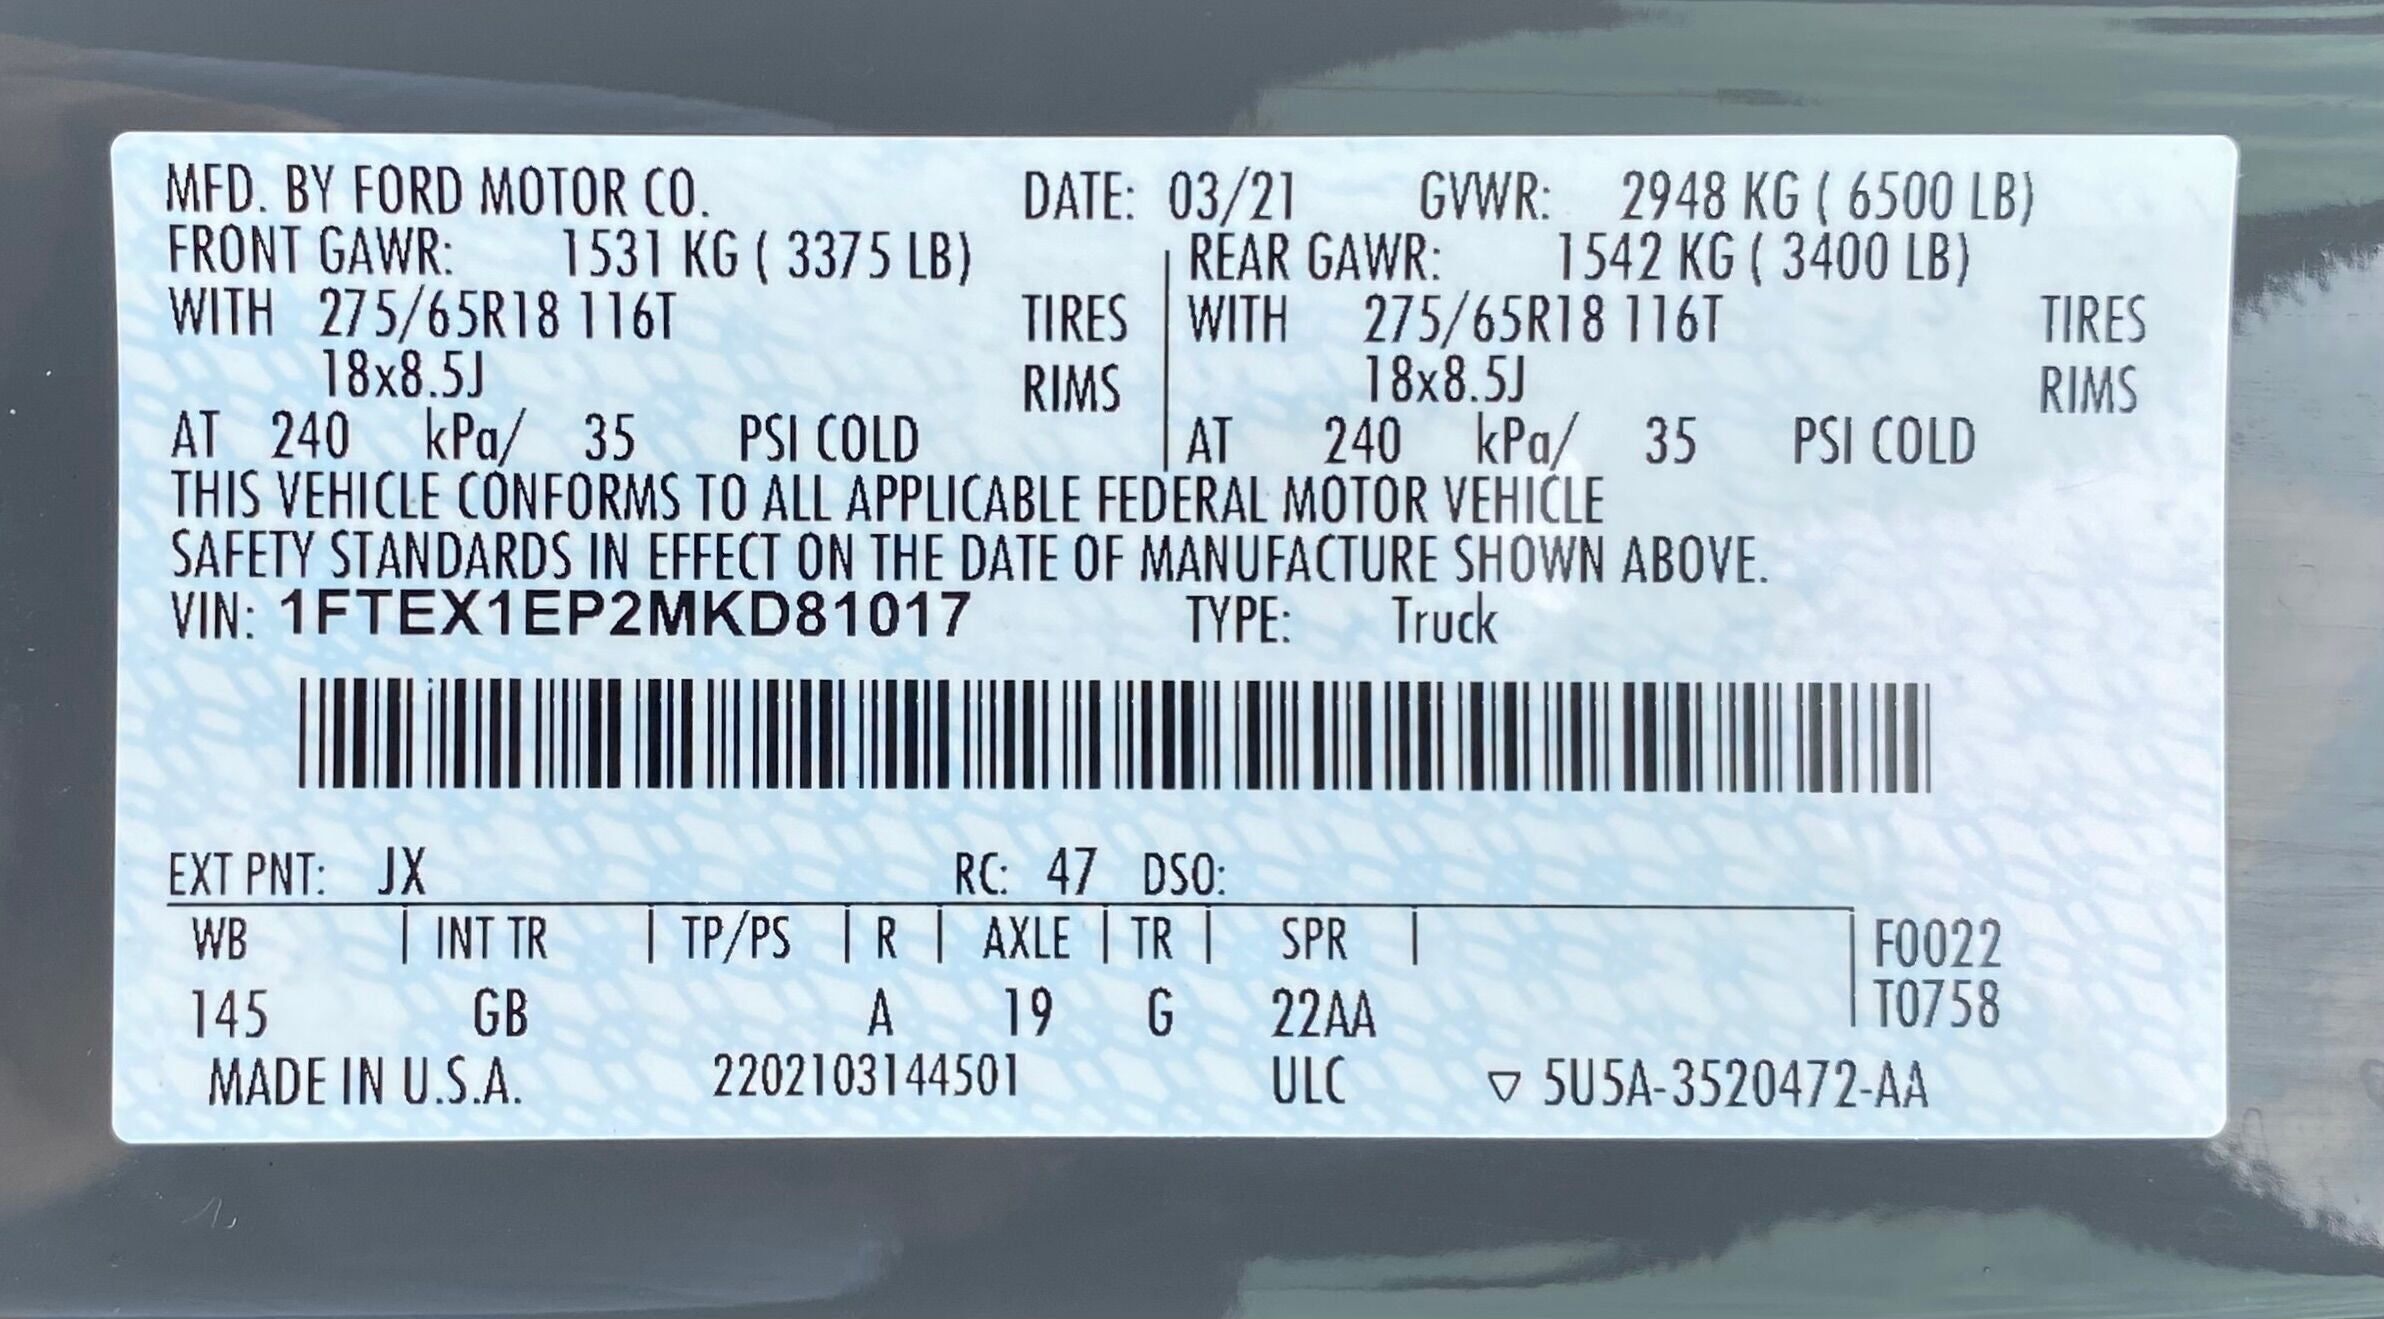 MFD. BY FORD MOTOR CO. DATE: 03/21 GVWR: 2948 KG ( 6500 LB)
FRONT GAWR: 1531 KG ( 3375 LB) REAR GAWR: 1542 KG ( 3400 LB)
WITH 275/65R18 116T TIRES WITH 275/65R18 116T TIRES
18x8.5J RIMS 18x8.5J RIMS
AT 240 kPa/ 35 PSI COLD AT 240 kPa/ 35 PSI COLD
THIS VEHICLE CONFORMS TO ALL APPLICABLE FEDERAL MOTOR VEHICLE
SAFETY STANDARDS IN EFFECT ON THE DATE OF MANUFACTURE SHOWN ABOVE.
VIN: 1FTEX1EP2MKD81017 TYPE: Truck
EXT PNT: JX RC: 47 DSO:
WB INT TR TP/PS R AXLE TR SPR F0022
145 GB A 19 G 22AA T0758
MADE IN U.S.A. 2202103144501 ULC ▽ 5U5A-3520472-AA